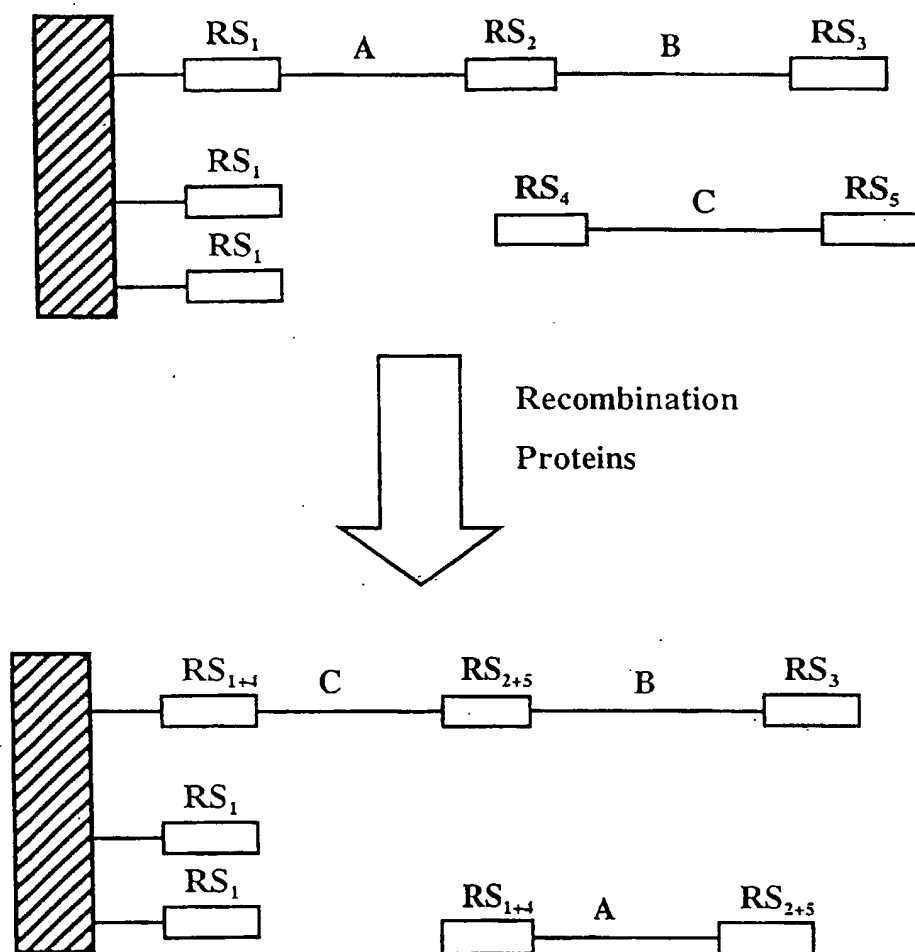 RS₁ A RS₂ B RS₃
RS₁
RS₄ C RS₅
RS₁
Recombination
Proteins
RS₁₊₄ C RS₂₊₅ B RS₃
RS₁
RS₁
RS₁₊₄ A RS₂₊₅